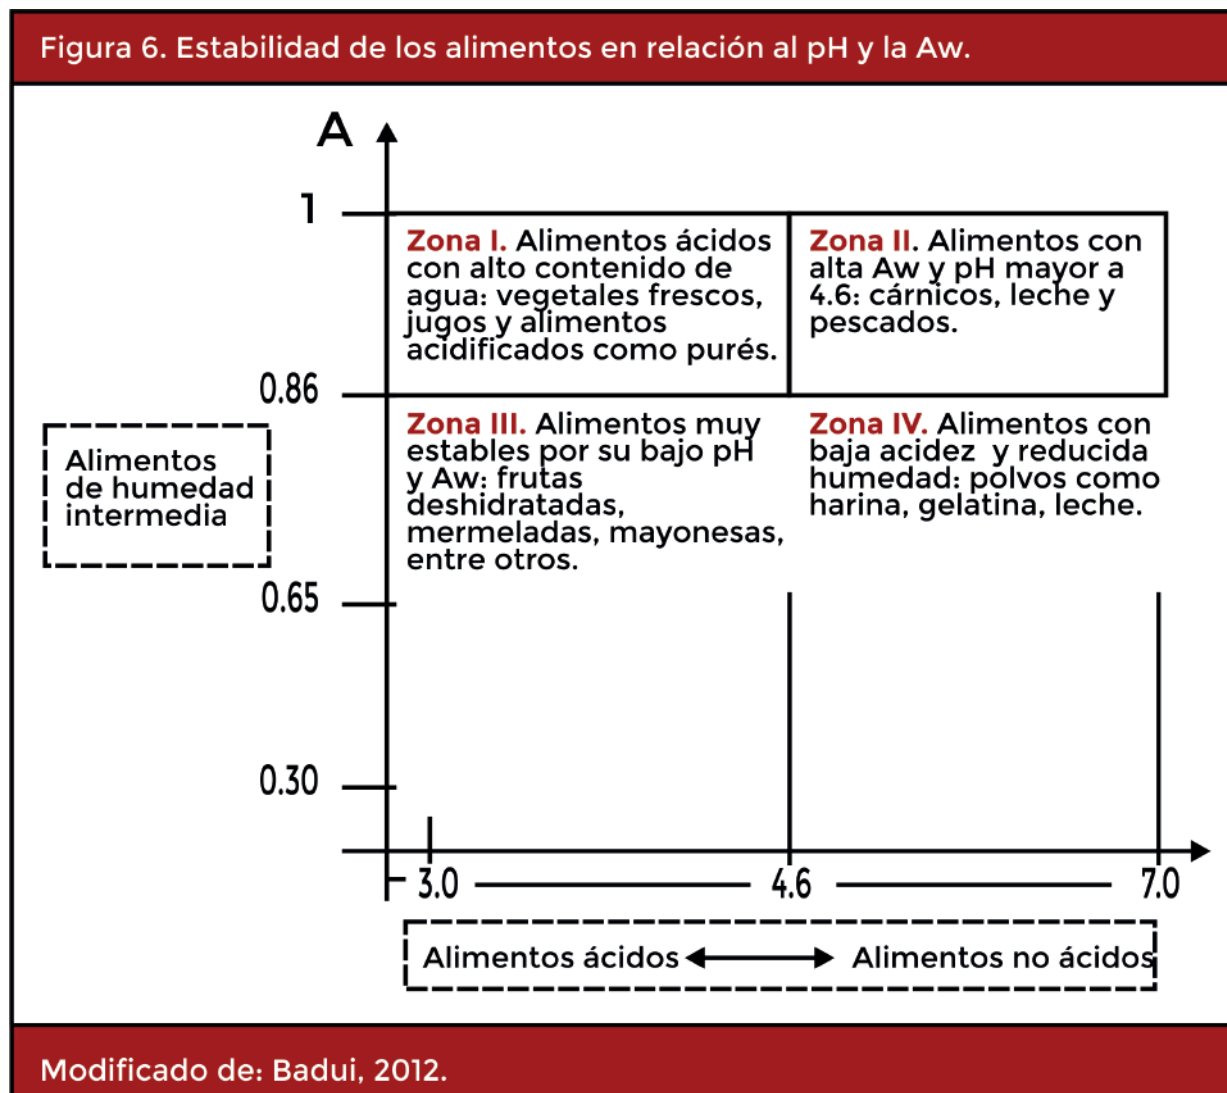 Figura 6. Estabilidad de los alimentos en relación al pH y la Aw.
A
1
Zona I. Alimentos ácidos
con alto contenido de
agua: vegetales frescos,
jugos y alimentos
acidificados como purés.
Zona II. Alimentos con
alta Aw y pH mayor a
4.6: cárnicos, leche y
pescados.
0.86
Zona III. Alimentos muy
estables por su bajo pH
y Aw: frutas
deshidratadas,
mermeladas, mayonesas,
entre otros.
Zona IV. Alimentos con
baja acidez y reducida
humedad: polvos como
harina, gelatina, leche.
Alimentos
de humedad
intermedia
0.65
0.30
3.0
4.6
7.0
Alimentos ácidos
Alimentos no ácidos
Modificado de: Badui, 2012.